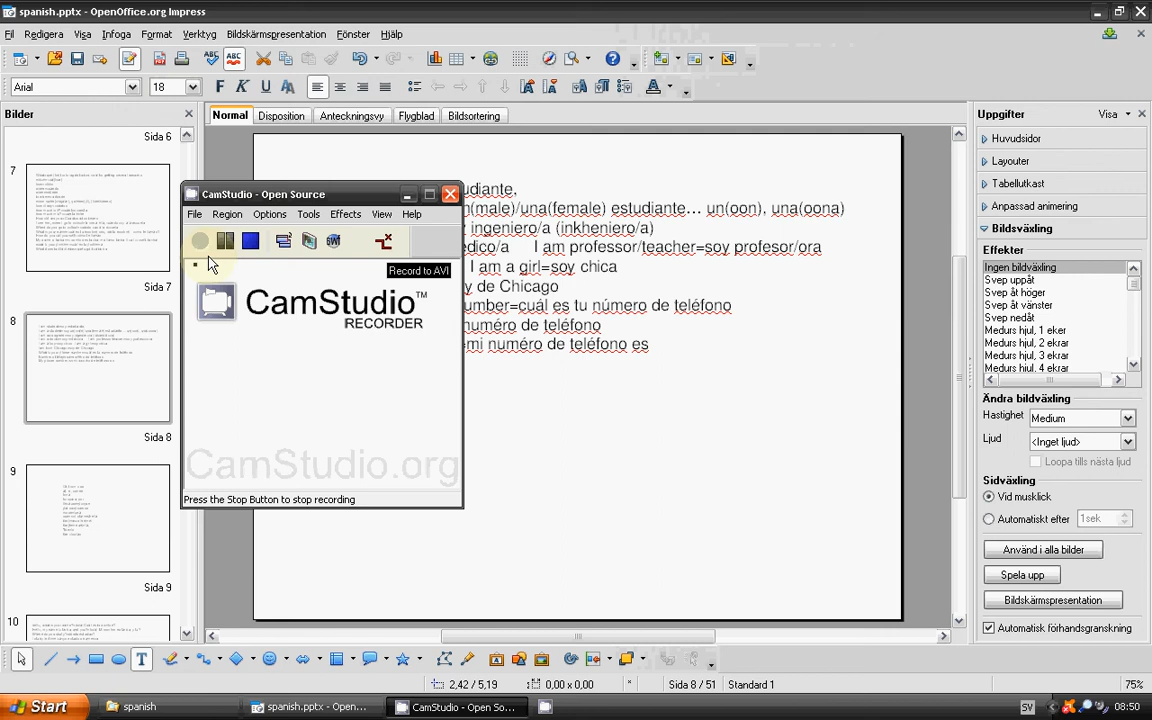 spanish.pptx - OpenOffice.org Impress
Fil Redigera Visa Infoga Format Verktyg Bildskärmspresentation Fönster Hjälp
Arial 18
Bilder
Normal Disposition Anteckningsvy Flygblad Bildsortering
Uppgifter Visa
Sida 6
7
Sida 7
8
Sida 8
9
Sida 9
10
CamStudio - Open Source
File Region Options Tools Effects View Help
Record to AVI
CamStudio™
RECORDER
CamStudio.org
Press the Stop Button to stop recording
(male)/una(female) estudiante... un(oon), una(oona)
ingeniero/a (inkheniero/a)
I am professor/teacher=soy profesor/ora
I am a girl=soy chica
de Chicago
=cuál es tu número de teléfono
numéro de teléfono
=mi numéro de teléfono es
Huvudsidor
Layouter
Tabellutkast
Anpassad animering
Bildväxling
Effekter
Ingen bildväxling
Svep uppåt
Svep åt höger
Svep åt vänster
Svep nedåt
Medurs hjul, 1 eker
Medurs hjul, 2 ekrar
Medurs hjul, 3 ekrar
Medurs hjul, 4 ekrar
Ändra bildväxling
Hastighet Medium
Ljud <Inget ljud>
Loopa tills nästa ljud
Sidväxling
Vid musklick
Automatiskt efter 1sek
Använd i alla bilder
Spela upp
Bildskärmspresentation
Automatisk förhandsgranskning
2,42 / 5,19 0,00 x 0,00 * Sida 8 / 51 Standard 1 75%
Start spanish spanish.pptx - Open... CamStudio - Open So... SV 08:50